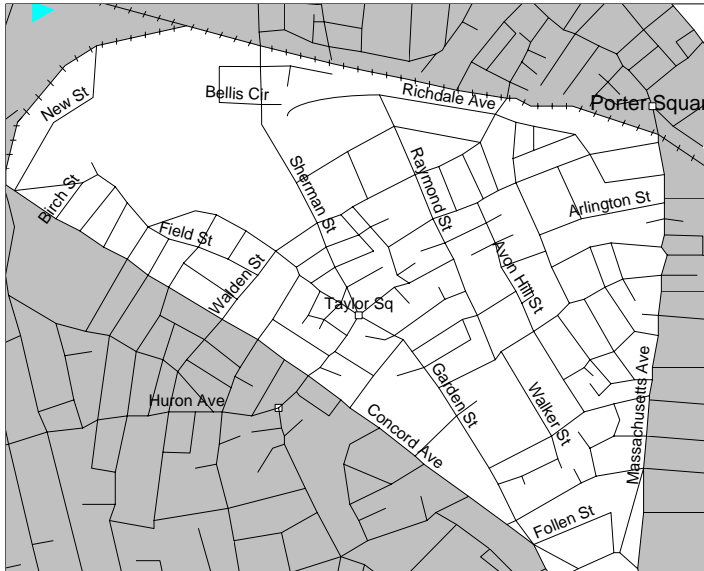 New St
Bellis Cir
Richdale Ave
Porter Squar
Birch St
Sherman St
Raymond St
Arlington St
Field St
Walden St
Avon Hill St
Taylor Sq
Huron Ave
Concord Ave
Garden St
Walker St
Massachusetts Ave
Follen St